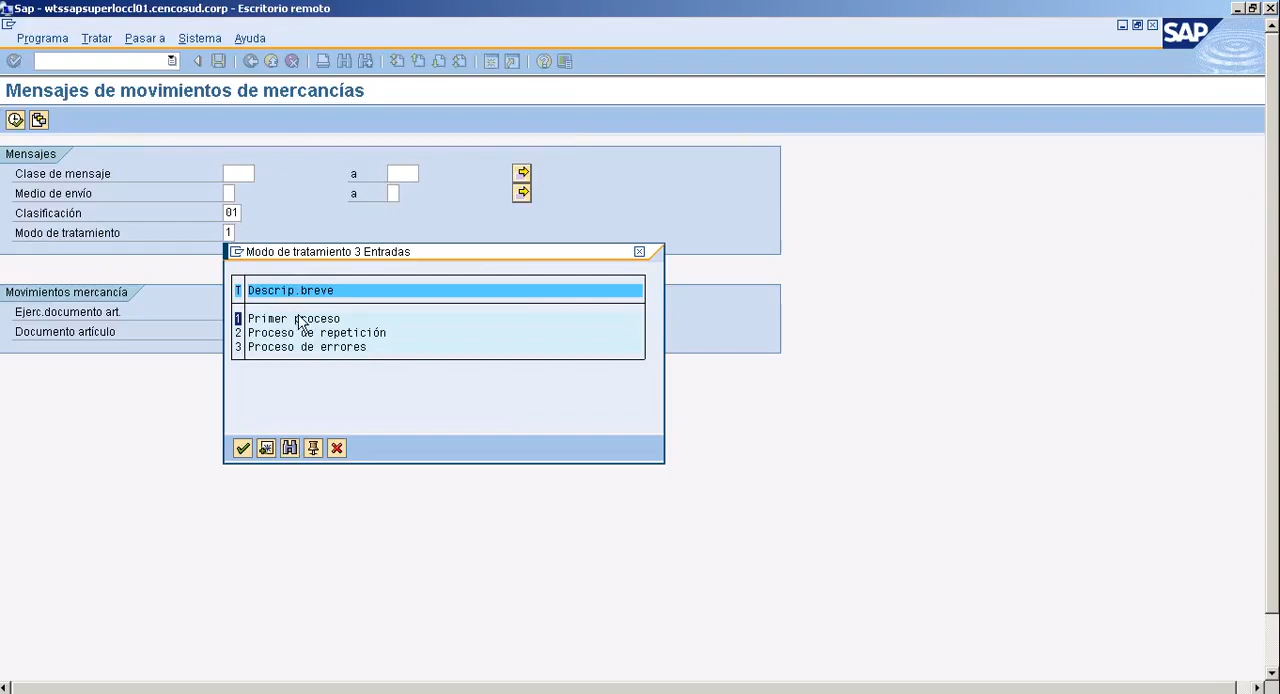 Sap - wtssapsuperloccl01.cencosud.corp - Escritorio remoto
Programa Tratar Pasar a Sistema Ayuda
SAP
Mensajes de movimientos de mercancías
Mensajes
Clase de mensaje a
Medio de envío a
Clasificación 01
Modo de tratamiento 1
Modo de tratamiento 3 Entradas
T Descrip.breve
1 Primer proceso
2 Proceso de repetición
3 Proceso de errores
Movimientos mercancía
Ejerc.documento art.
Documento artículo